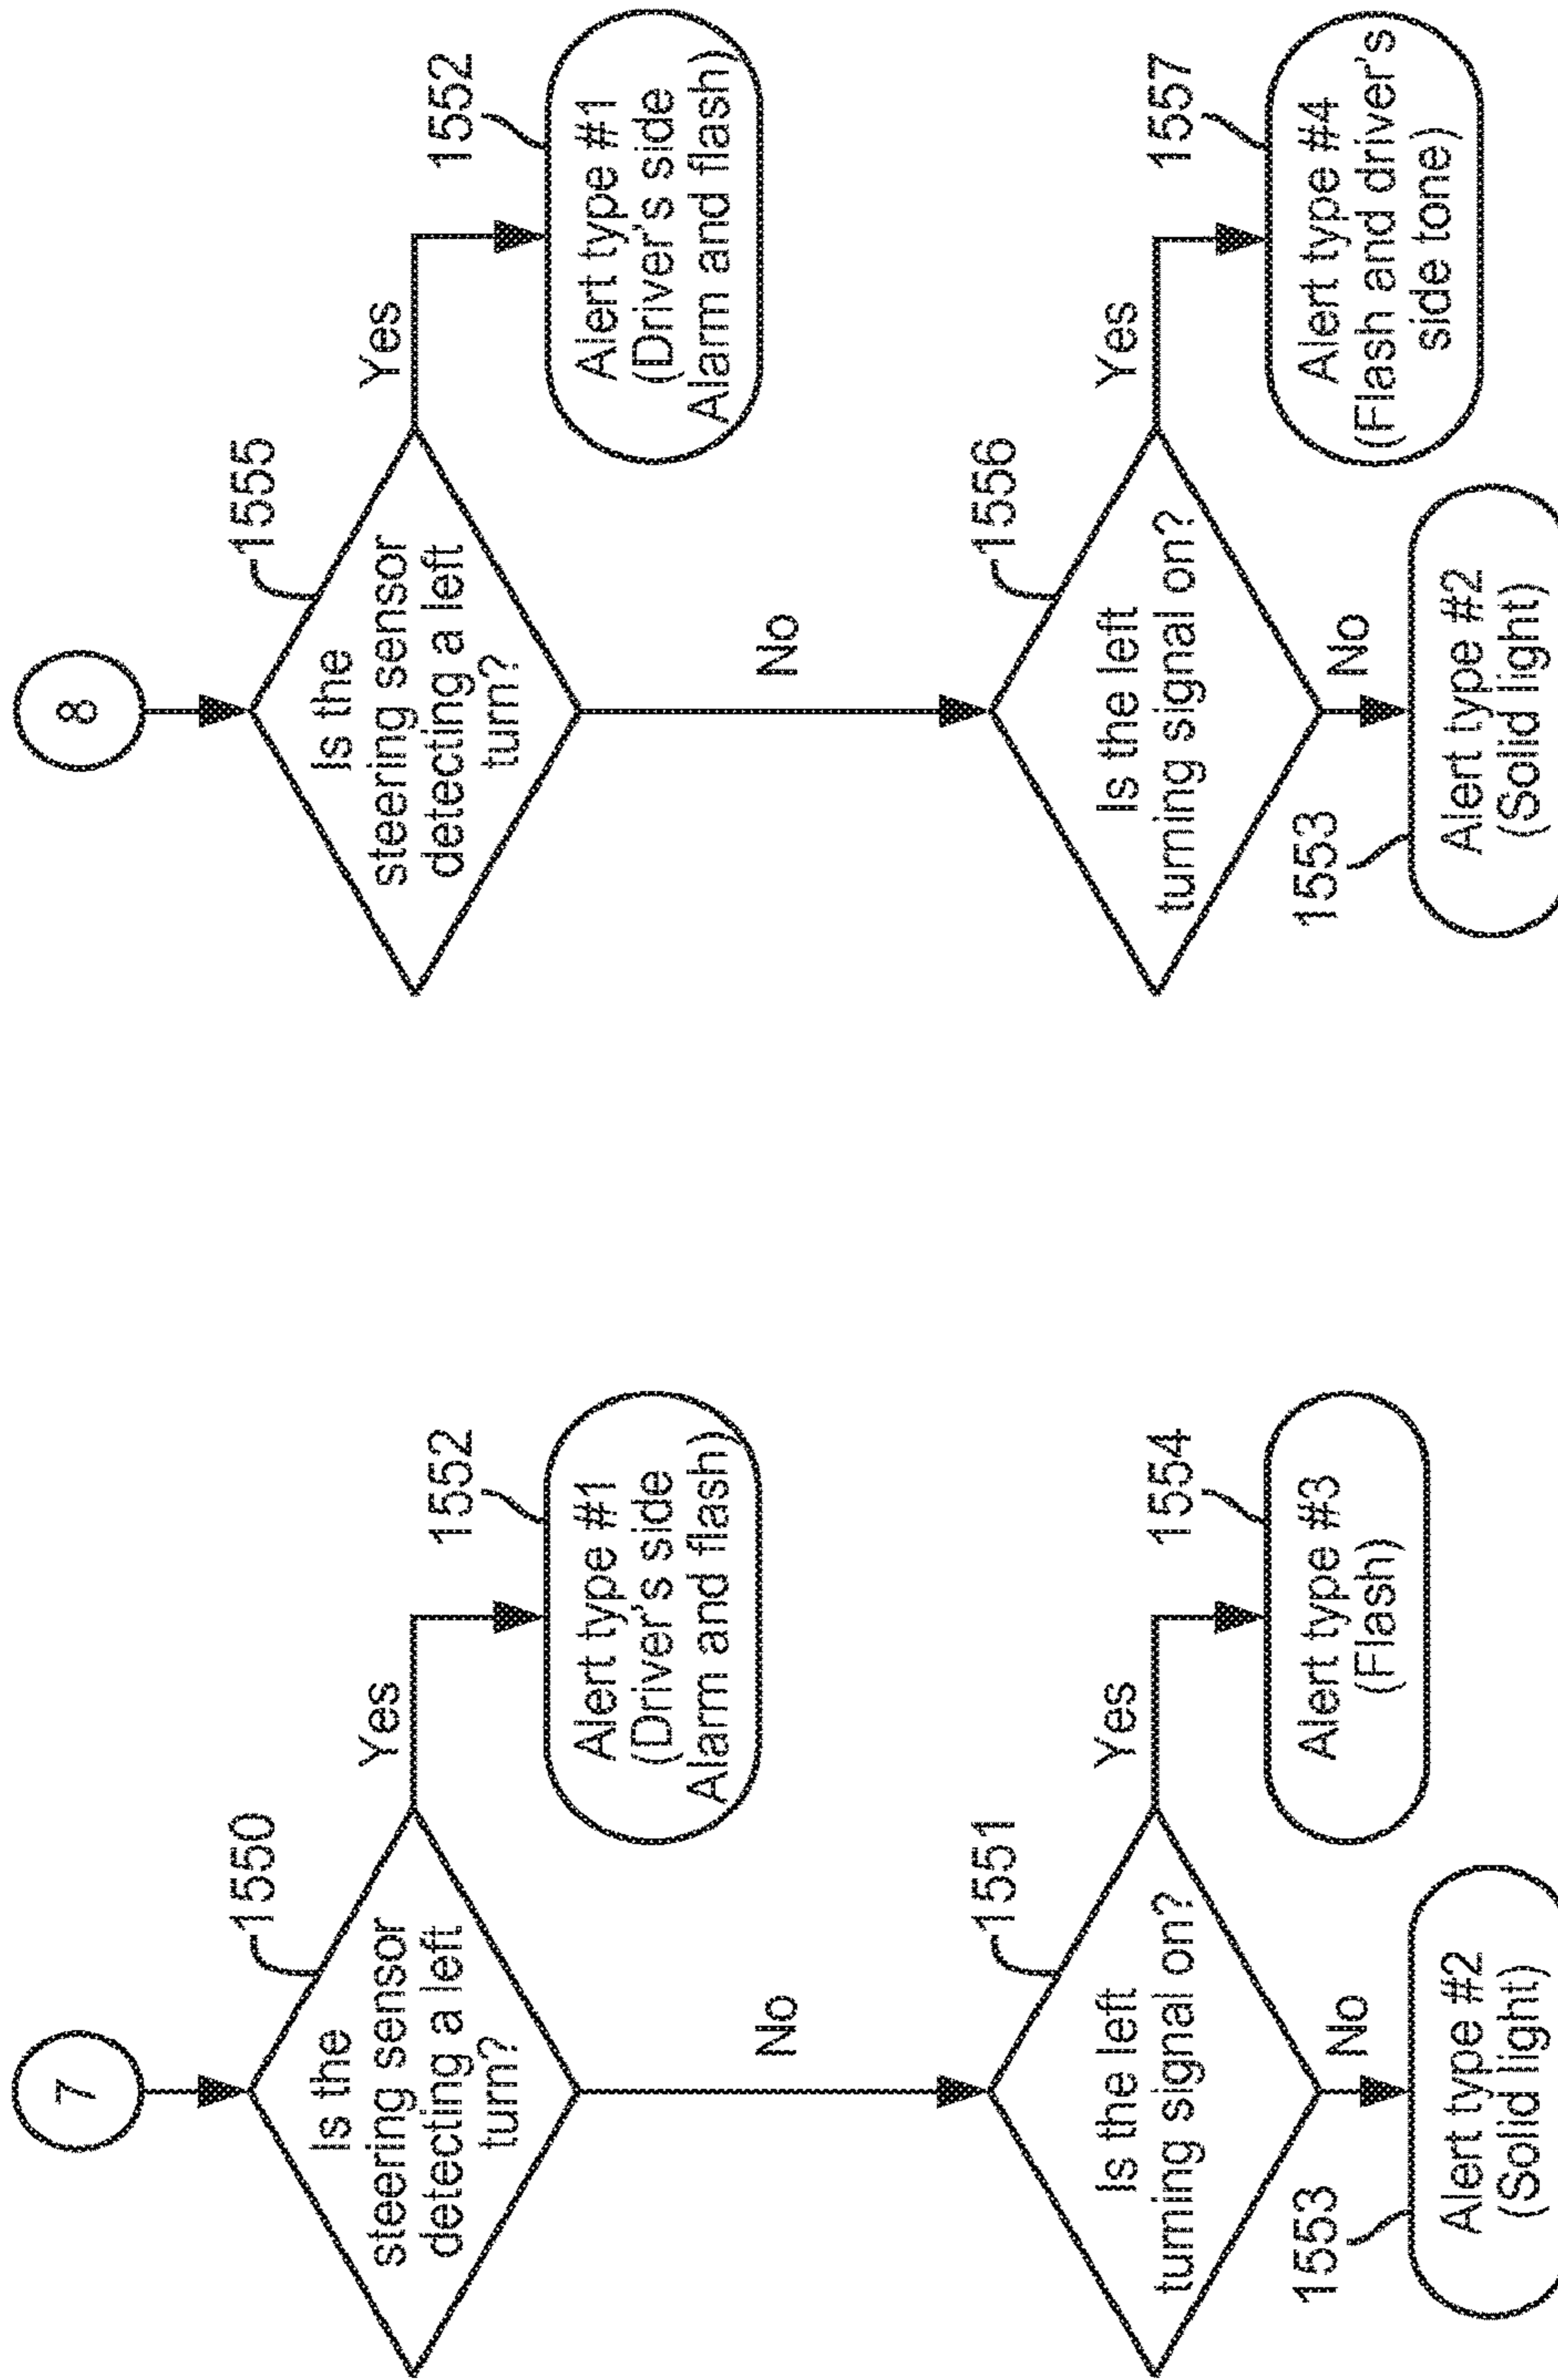 7
1550
Is the
steering sensor
detecting a left
turn?
Yes
1552
Alert type #1
(Driver's side
Alarm and flash)
No
1551
Is the left
turning signal on?
Yes
1554
Alert type #3
(Flash)
No
1553
Alert type #2
(Solid light)
8
1555
Is the
steering sensor
detecting a left
turn?
Yes
1552
Alert type #1
(Driver's side
Alarm and flash)
No
1556
Is the left
turning signal on?
Yes
1557
Alert type #4
(Flash and driver's
side tone)
No
1553
Alert type #2
(Solid light)